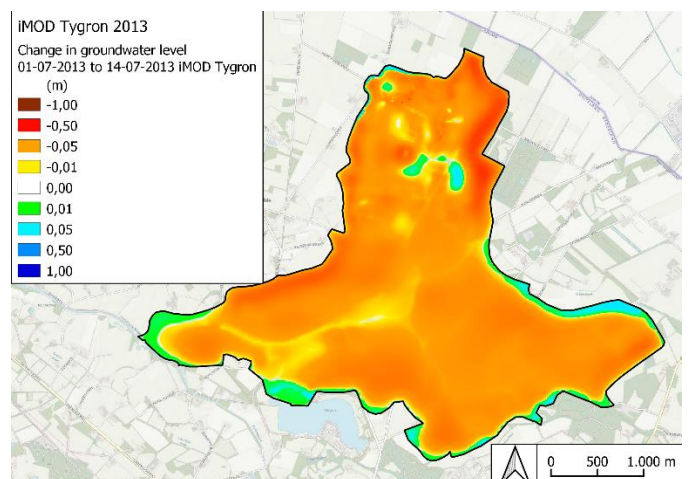 iMOD Tygron 2013
Change in groundwater level
01-07-2013 to 14-07-2013 iMOD Tygron
(m)
-1,00
-0,50
-0,05
-0,01
0,00
0,01
0,05
0,50
1,00
0 500 1.000 m